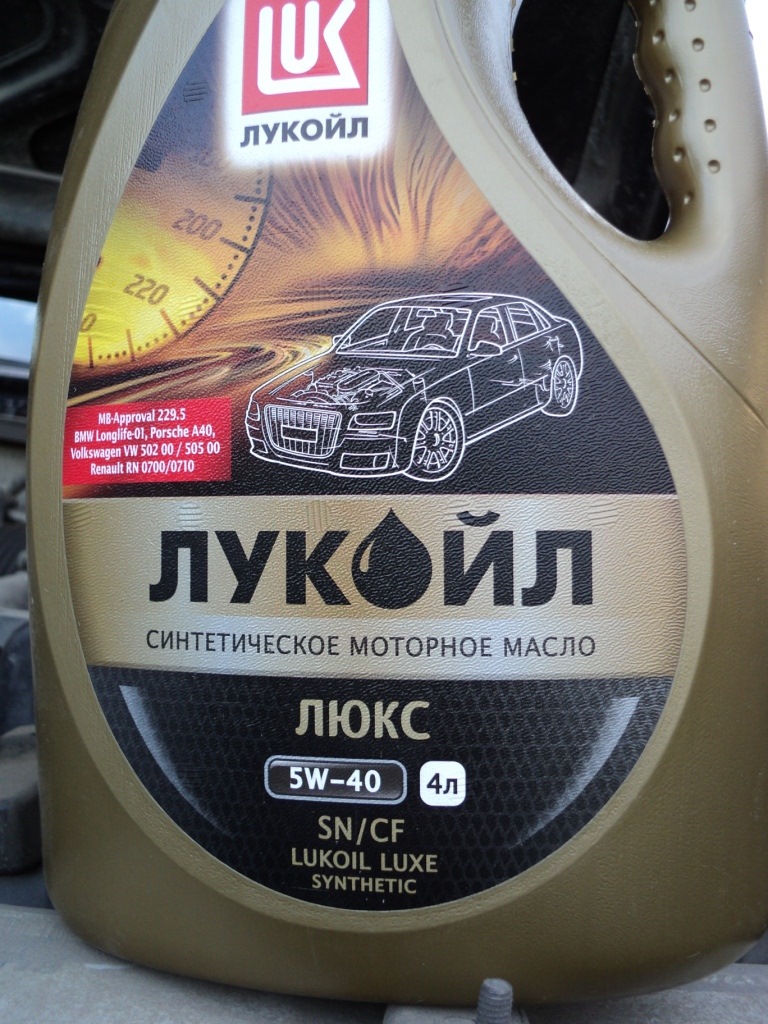 LUK
ЛУКОЙЛ
200
220
0
MB-Approval 229.5
BMW Longlife-01, Porsche A40,
Volkswagen VW 502 00 / 505 00
Renault RN 0700/0710
ЛУКОЙЛ
СИНТЕТИЧЕСКОЕ МОТОРНОЕ МАСЛО
ЛЮКС
5W-40 4л
SN/CF
LUKOIL LUXE
SYNTHETIC